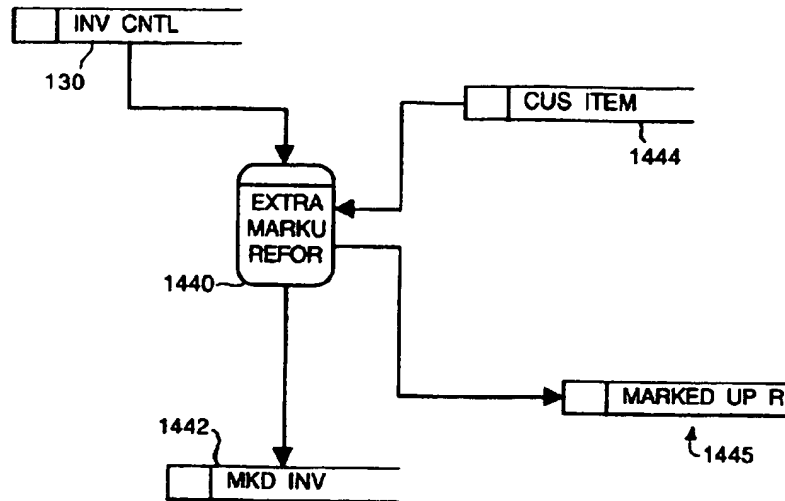 INV CNTL
130
CUS ITEM
1444
EXTRA
MARKU
REFOR
1440
MARKED UP R
1445
1442
MKD INV